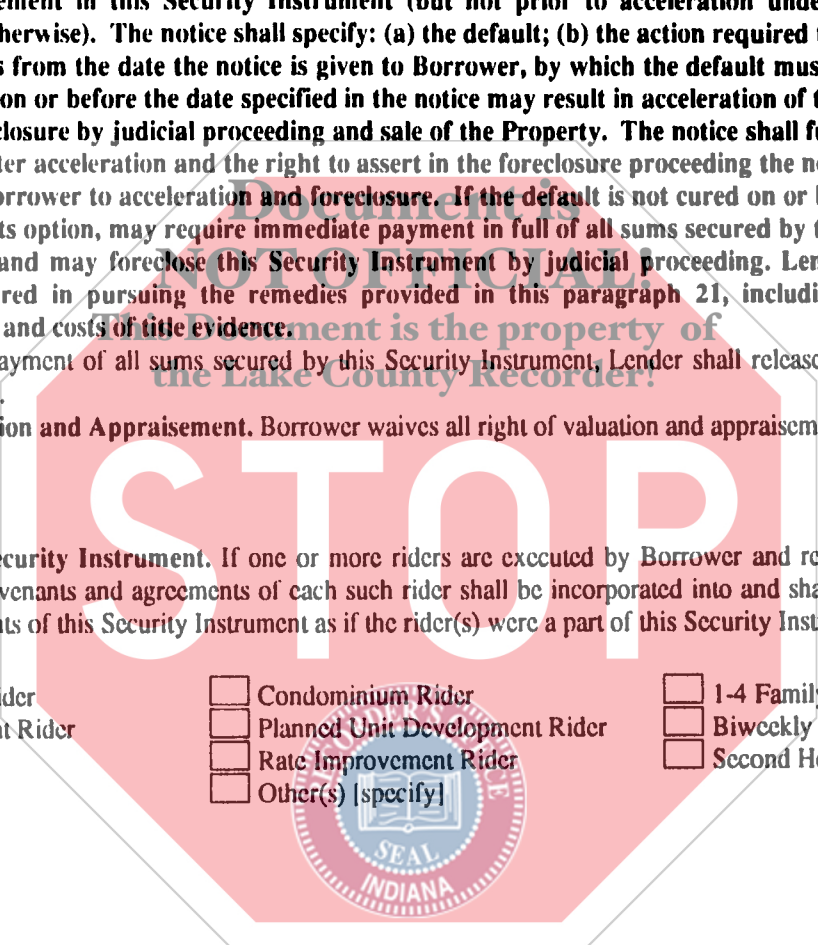 ement in this Security Instrument (but not prior to acceleration unde
herwise). The notice shall specify: (a) the default; (b) the action required
s from the date the notice is given to Borrower, by which the default mus
on or before the date specified in the notice may result in acceleration of t
closure by judicial proceeding and sale of the Property. The notice shall fu
ter acceleration and the right to assert in the foreclosure proceeding the n
orrower to acceleration and foreclosure. If the default is not cured on or
Document is
ts option, may require immediate payment in full of all sums secured by t
and may foreclose this Security Instrument by judicial proceeding. Len
NOT OFFICIAL!
red in pursuing the remedies provided in this paragraph 21, includi
and costs of title evidence.
This Document is the property of
ayment of all sums secured by this Security Instrument, Lender shall release
the Lake County Recorder!
.
ion and Appraisement. Borrower waives all right of valuation and appraisem
STOP
ecurity Instrument. If one or more riders are executed by Borrower and re
venants and agreements of each such rider shall be incorporated into and sha
ts of this Security Instrument as if the rider(s) were a part of this Security Inst
ider Condominium Rider 1-4 Family
t Rider Planned Unit Development Rider Biweekly
Rate Improvement Rider Second Ho
Other(s) [specify]
RECORDER'S OFFICE
SEAL
INDIANA